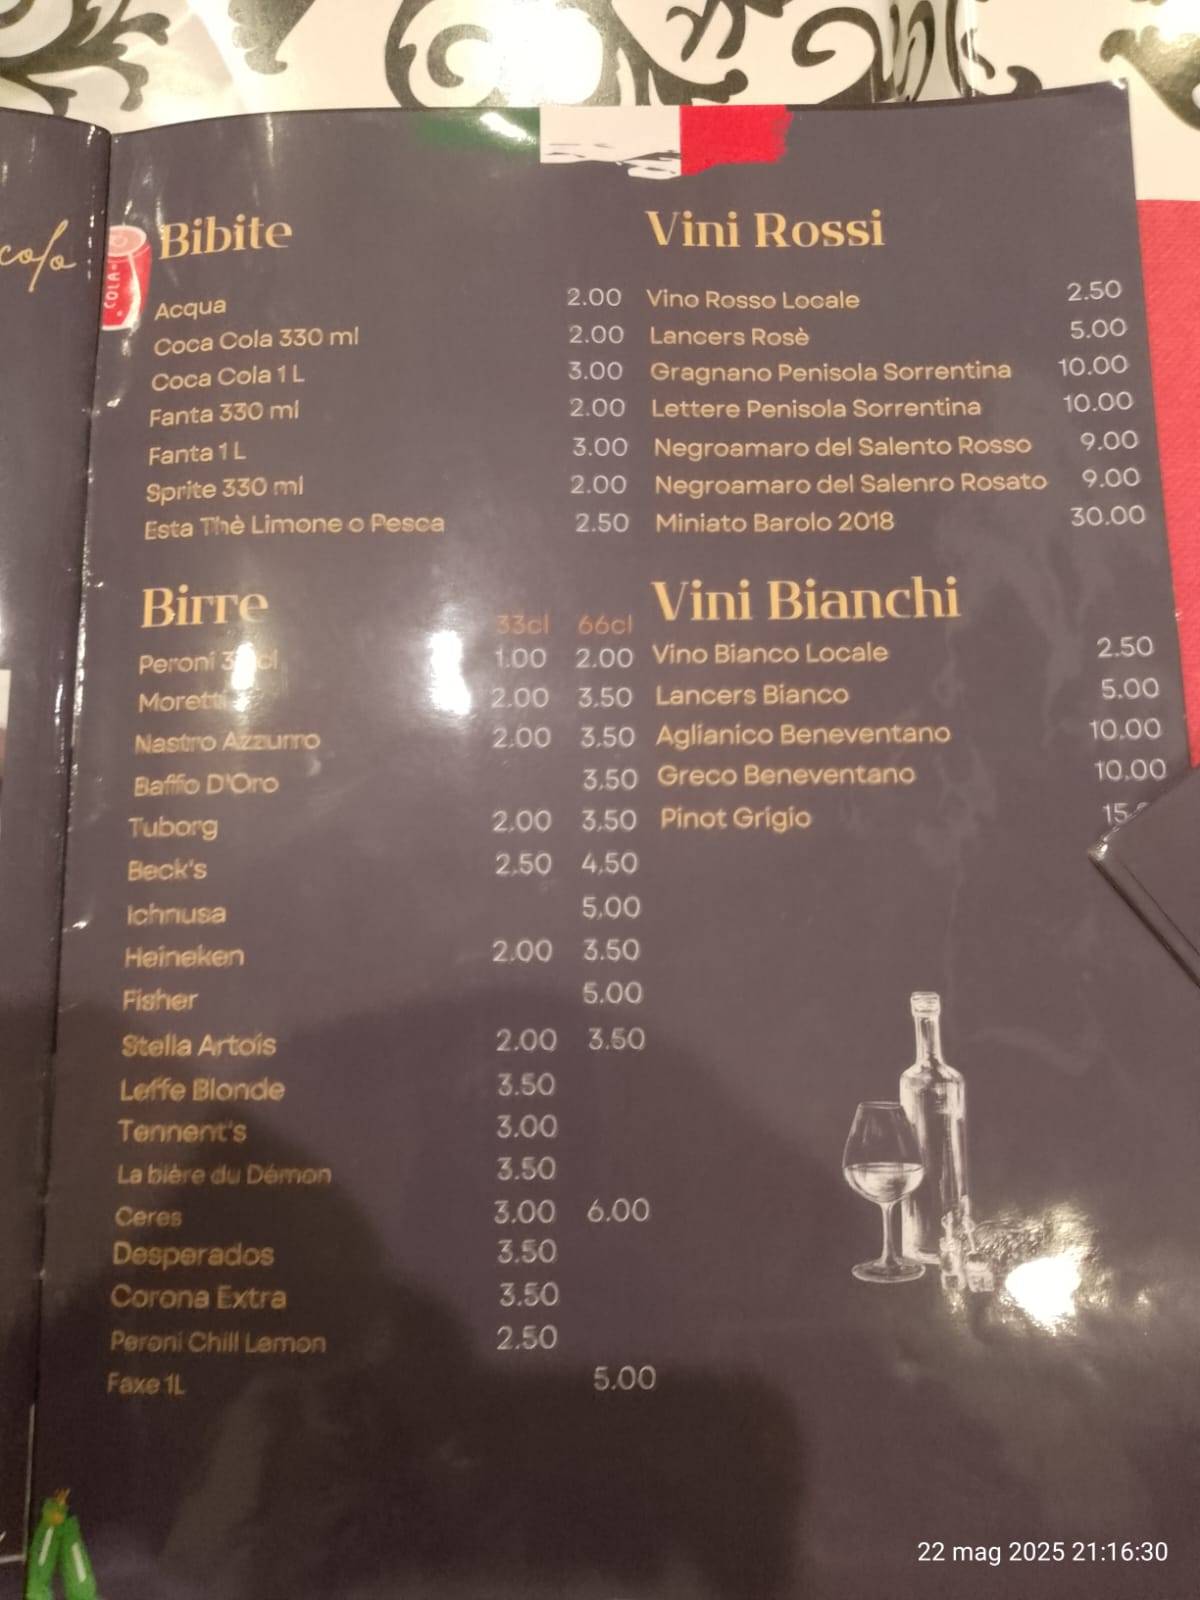 colo
COLA
Bibite
Acqua 2.00
Coca Cola 330 ml 2.00
Coca Cola 1 L 3.00
Fanta 330 ml 2.00
Fanta 1 L 3.00
Sprite 330 ml 2.00
Esta Thè Limone o Pesca 2.50
Birre
33cl 66cl
Peroni 1.00 2.00
Moretti 2.00 3.50
Nastro Azzurro 2.00 3.50
Baffo D'Oro 3.50
Tuborg 2.00 3.50
Beck's 2.50 4.50
Ichnusa 5.00
Heineken 2.00 3.50
Fisher 5.00
Stella Artois 2.00 3.50
Leffe Blonde 3.50
Tennent's 3.00
La bière du Démon 3.50
Ceres 3.00 6.00
Desperados 3.50
Corona Extra 3.50
Peroni Chill Lemon 2.50
Faxe 1L 5.00
Vini Rossi
Vino Rosso Locale 2.50
Lancers Rosè 5.00
Gragnano Penisola Sorrentina 10.00
Lettere Penisola Sorrentina 10.00
Negroamaro del Salento Rosso 9.00
Negroamaro del Salenro Rosato 9.00
Miniato Barolo 2018 30.00
Vini Bianchi
Vino Bianco Locale 2.50
Lancers Bianco 5.00
Aglianico Beneventano 10.00
Greco Beneventano 10.00
Pinot Grigio
22 mag 2025 21:16:30